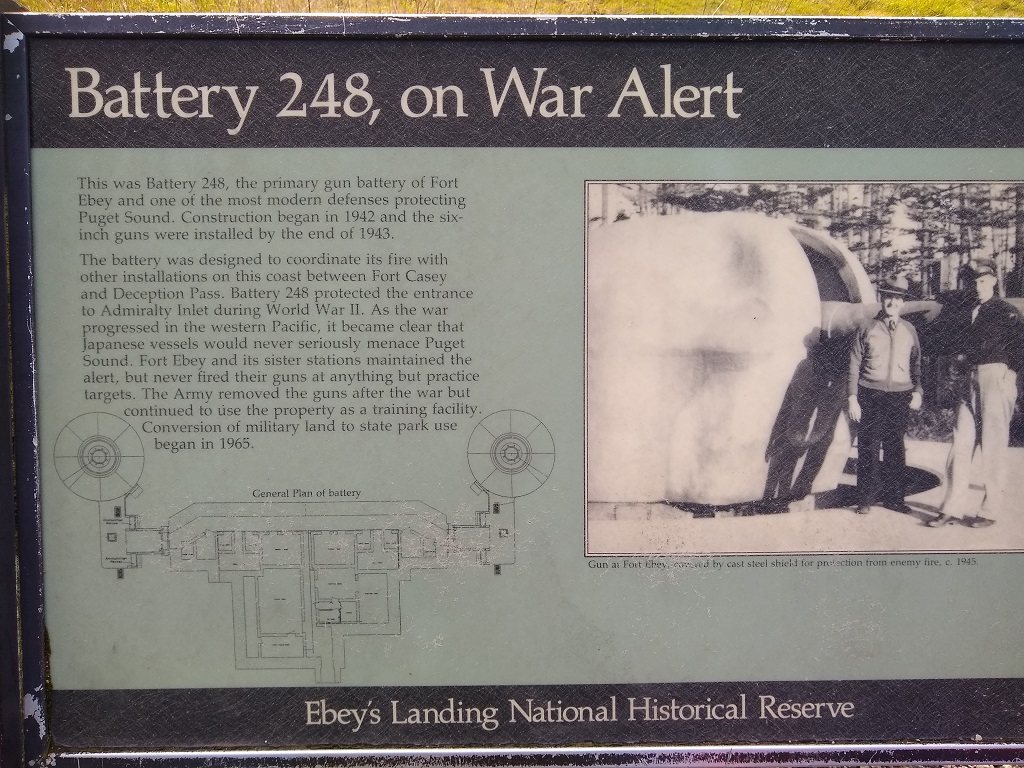 Battery 248, on War Alert
This was Battery 248, the primary gun battery of Fort
Ebey and one of the most modern defenses protecting
Puget Sound. Construction began in 1942 and the six-
inch guns were installed by the end of 1943.
The battery was designed to coordinate its fire with
other installations on this coast between Fort Casey
and Deception Pass. Battery 248 protected the entrance
to Admiralty Inlet during World War II. As the war
progressed in the western Pacific, it became clear that
Japanese vessels would never seriously menace Puget
Sound. Fort Ebey and its sister stations maintained the
alert, but never fired their guns at anything but practice
targets. The Army removed the guns after the war but
continued to use the property as a training facility.
Conversion of military land to state park use
began in 1965.
General Plan of battery
Gun at Fort Ebey, covered by cast steel shield for protection from enemy fire, c. 1945.
Ebey's Landing National Historical Reserve